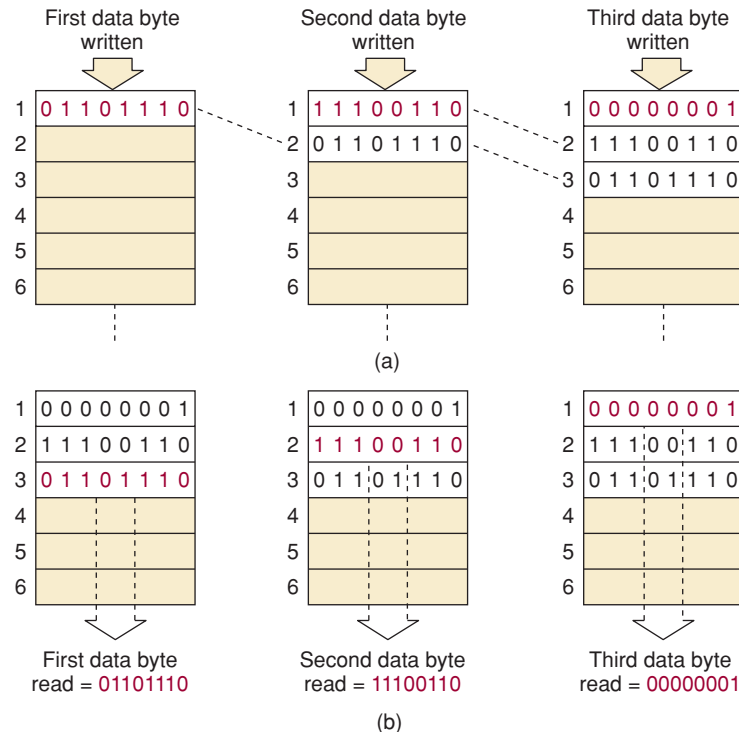 First data byte written
Second data byte written
Third data byte written
1 0 1 1 0 1 1 1 0
2
3
4
5
6
1 1 1 1 0 0 1 1 0
2 0 1 1 0 1 1 1 0
3
4
5
6
1 0 0 0 0 0 0 0 1
2 1 1 1 0 0 1 1 0
3 0 1 1 0 1 1 1 0
4
5
6
(a)
1 0 0 0 0 0 0 0 1
2 1 1 1 0 0 1 1 0
3 0 1 1 0 1 1 1 0
4
5
6
First data byte
read = 01101110
1 0 0 0 0 0 0 0 1
2 1 1 1 0 0 1 1 0
3 0 1 1 0 1 1 1 0
4
5
6
Second data byte
read = 11100110
1 0 0 0 0 0 0 0 1
2 1 1 1 0 0 1 1 0
3 0 1 1 0 1 1 1 0
4
5
6
Third data byte
read = 00000001
(b)